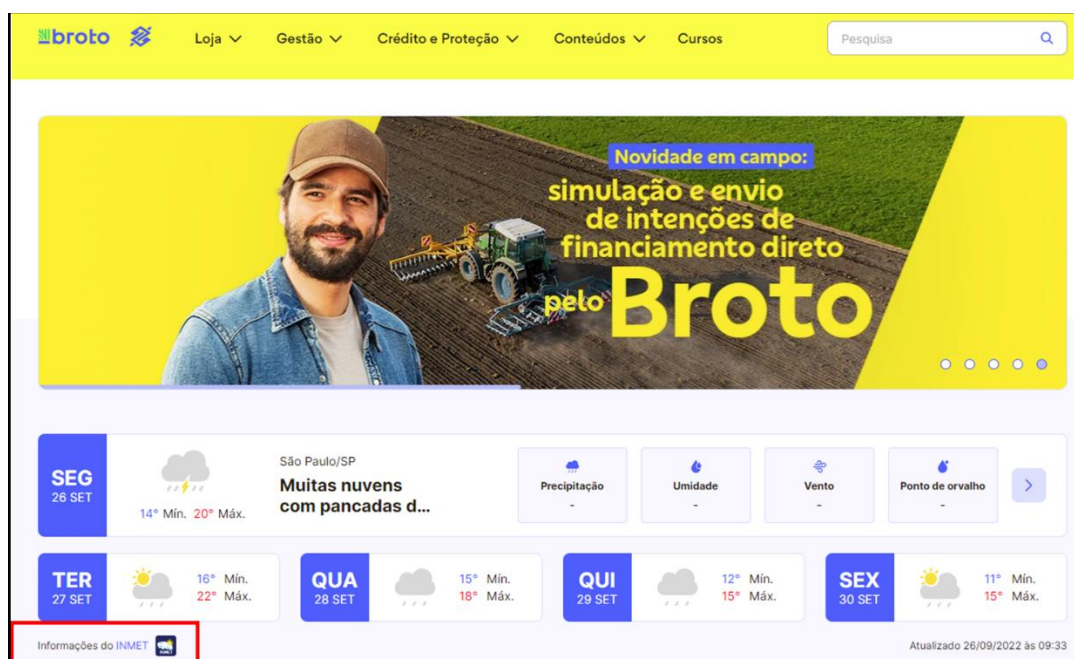 broto
Loja
Gestão
Crédito e Proteção
Conteúdos
Cursos
Pesquisa
Novidade em campo:
simulação e envio
de intenções de
financiamento direto
pelo Broto
SEG
26 SET
14° Mín. 20° Máx.
São Paulo/SP
Muitas nuvens
com pancadas d...
Precipitação
-
Umidade
-
Vento
-
Ponto de orvalho
-
TER
27 SET
16° Mín.
22° Máx.
QUA
28 SET
15° Mín.
18° Máx.
QUI
29 SET
12° Mín.
15° Máx.
SEX
30 SET
11° Mín.
15° Máx.
Informações do INMET
INMET
Atualizado 26/09/2022 às 09:33